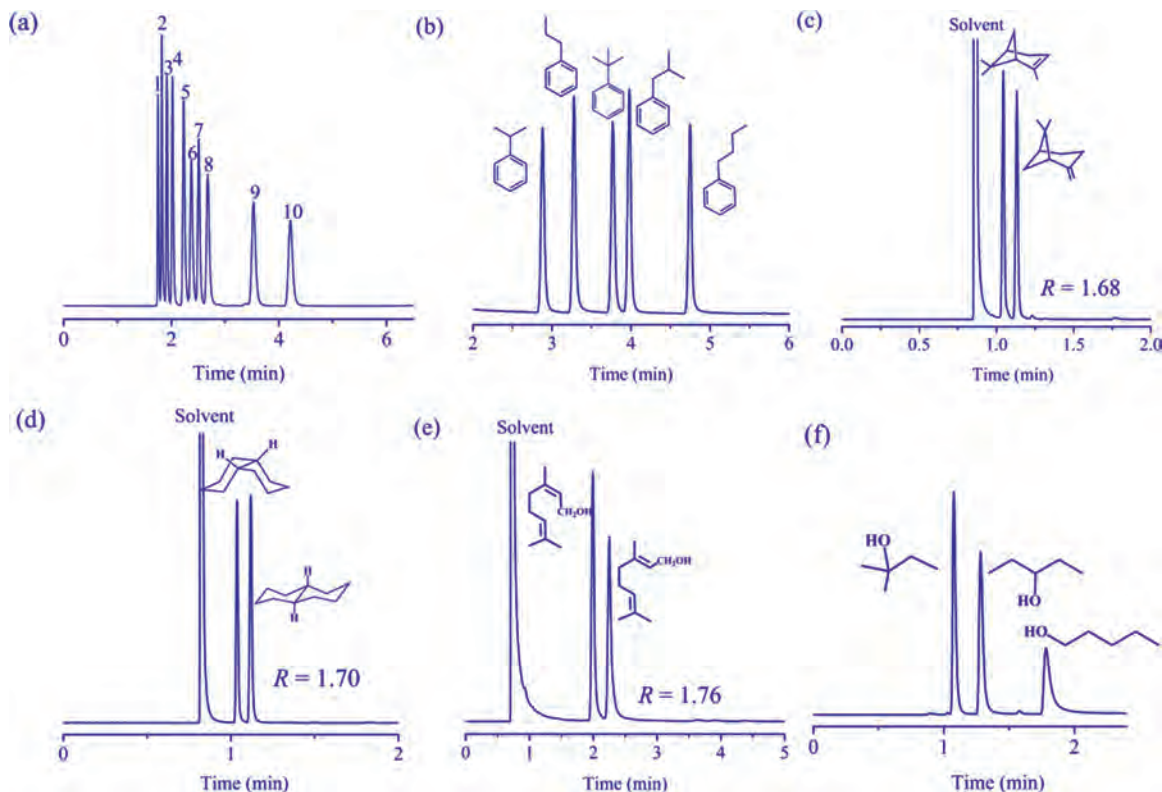 (a)
2
1
3
4
5
7
6
8
9
10
0
2
4
6
Time (min)
(b)
2
3
4
5
6
Time (min)
(c)
Solvent
R = 1.68
0.0
0.5
1.0
1.5
2.0
Time (min)
(d)
Solvent
H
H
H
H
R = 1.70
0
1
2
Time (min)
(e)
Solvent
CH₂OH
CH₂OH
R = 1.76
0
1
2
3
4
5
Time (min)
(f)
HO
HO
HO
0
1
2
Time (min)